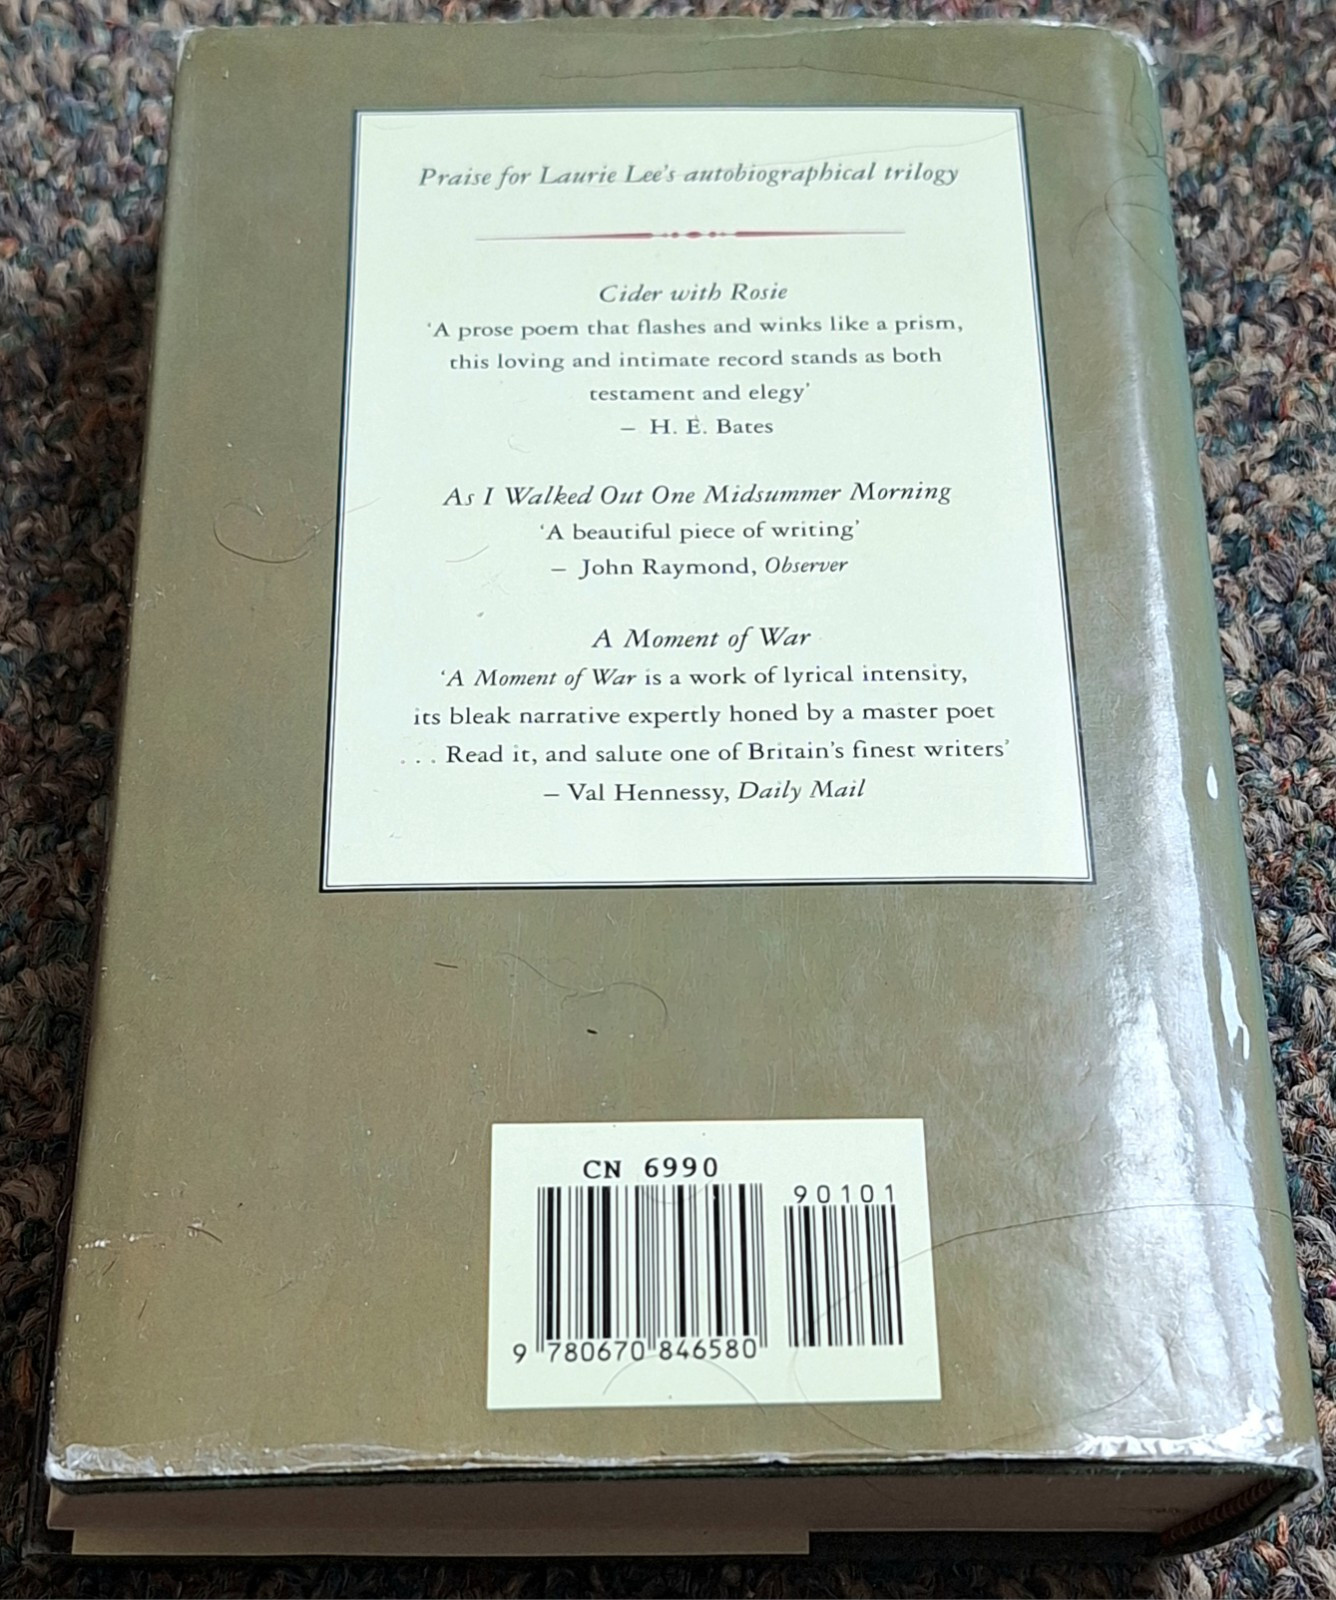 Praise for Laurie Lee's autobiographical trilogy
Cider with Rosie
'A prose poem that flashes and winks like a prism,
this loving and intimate record stands as both
testament and elegy'
– H. E. Bates
As I Walked Out One Midsummer Morning
'A beautiful piece of writing'
– John Raymond, Observer
A Moment of War
'A Moment of War is a work of lyrical intensity,
its bleak narrative expertly honed by a master poet
. . . Read it, and salute one of Britain's finest writers'
– Val Hennessy, Daily Mail
CN 6990
90101
9 780670 846580